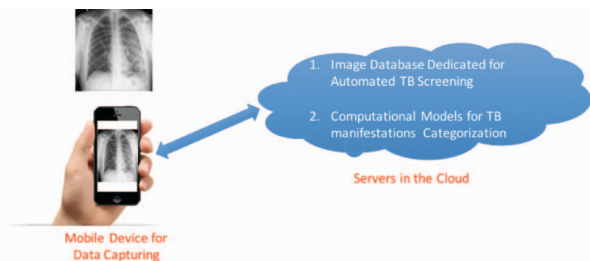 1. Image Database Dedicated for
Automated TB Screening
2. Computational Models for TB
manifestations Categorization
Servers in the Cloud
Mobile Device for
Data Capturing